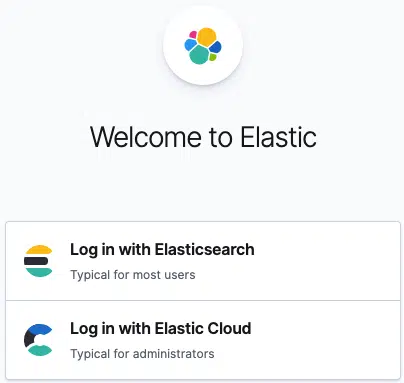 Welcome to Elastic
Log in with Elasticsearch
Typical for most users
Log in with Elastic Cloud
Typical for administrators